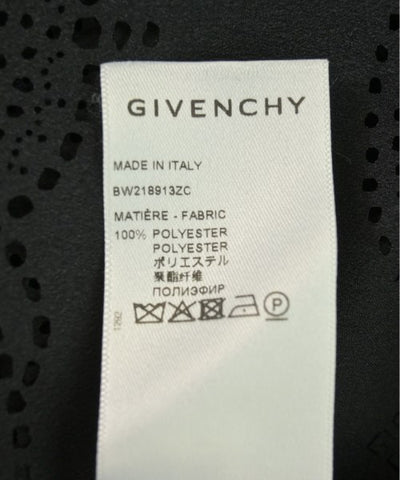 GIVENCHY
MADE IN ITALY
BW218913ZC
MATIÈRE - FABRIC
100% POLYESTER
POLYESTER
ポリエステル
聚酯纤维
ПОЛИЭФИР
P
1292